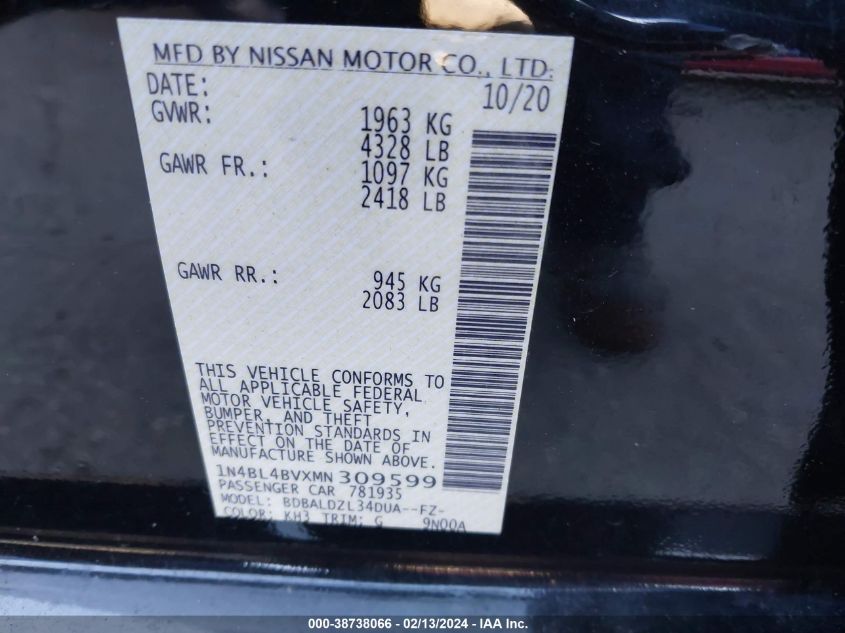 MFD BY NISSAN MOTOR CO., LTD.
DATE: 10/20
GVWR: 1963 KG
4328 LB
GAWR FR.: 1097 KG
2418 LB
GAWR RR.: 945 KG
2083 LB
THIS VEHICLE CONFORMS TO
ALL APPLICABLE FEDERAL
MOTOR VEHICLE SAFETY,
BUMPER, AND THEFT
PREVENTION STANDARDS IN
EFFECT ON THE DATE OF
MANUFACTURE SHOWN ABOVE.
1N4BL4BVXMN309599
PASSENGER CAR 781935
MODEL: BDBALDZL34DUA--FZ-
COLOR: KH3 TRIM: G 9N00A
000-38738066 - 02/13/2024 - IAA Inc.